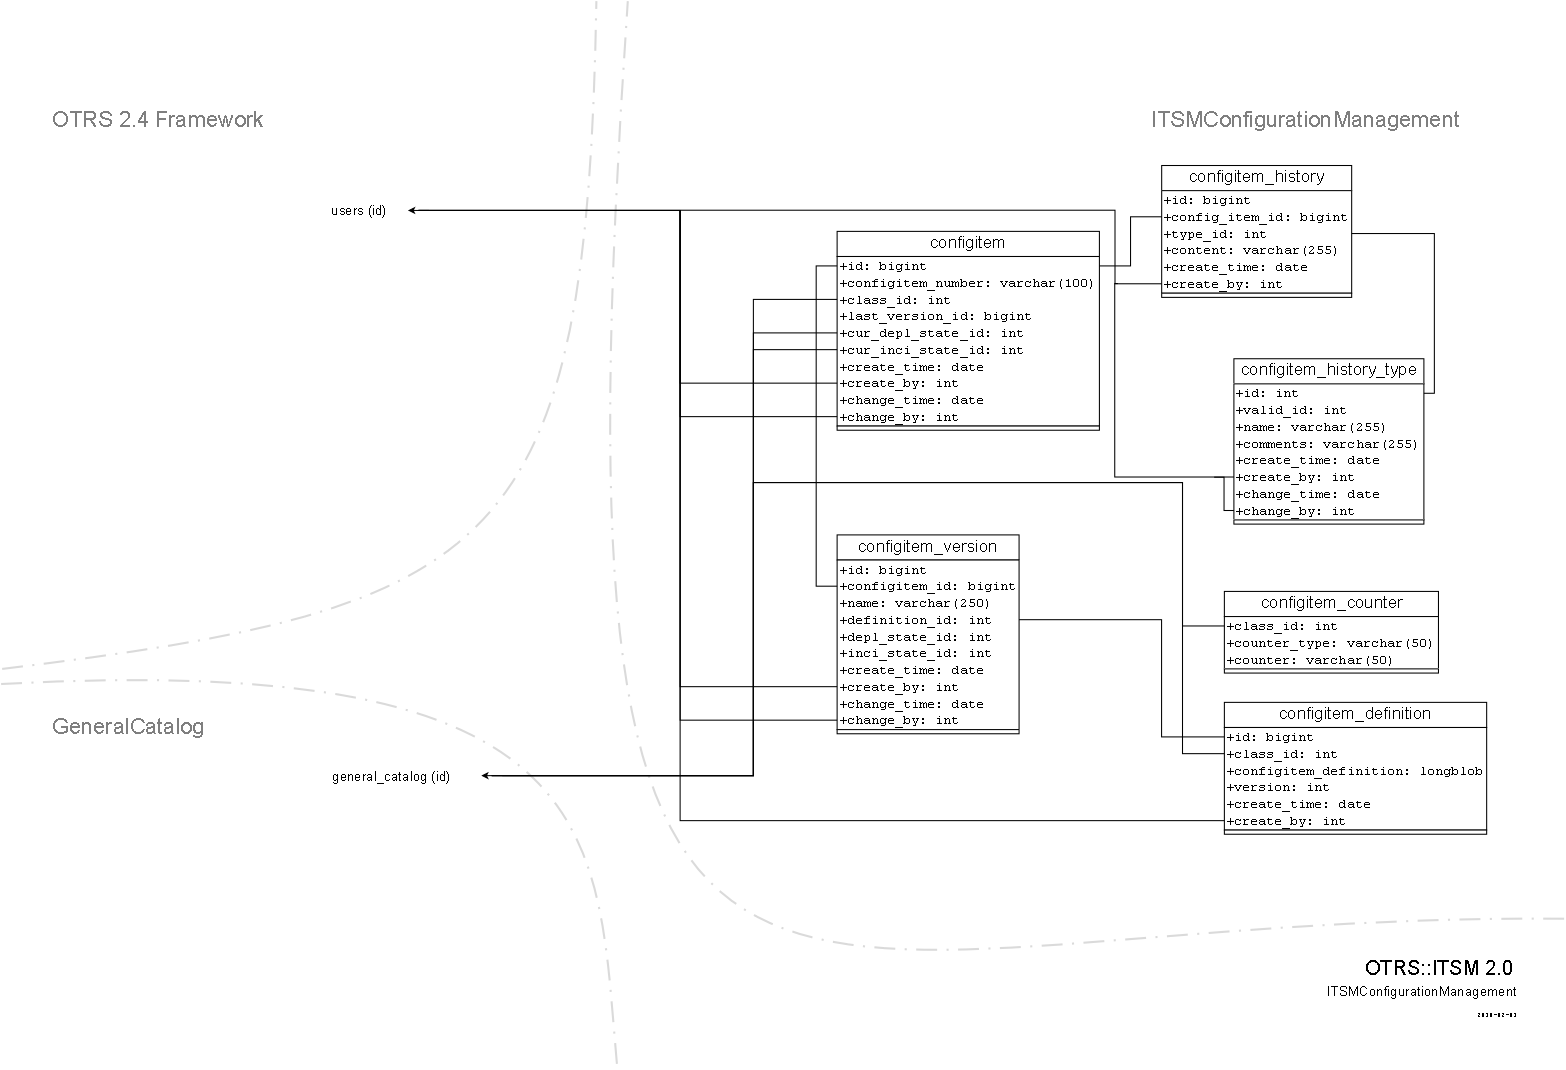 OTRS 2.4 Framework
ITSMConfigurationManagement
users (id)
configitem_history
+id: bigint
+config_item_id: bigint
+type_id: int
+content: varchar(255)
+create_time: date
+create_by: int
configitem
+id: bigint
+configitem_number: varchar(100)
+class_id: int
+last_version_id: bigint
+cur_depl_state_id: int
+cur_inci_state_id: int
+create_time: date
+create_by: int
+change_time: date
+change_by: int
configitem_history_type
+id: int
+valid_id: int
+name: varchar(255)
+comments: varchar(255)
+create_time: date
+create_by: int
+change_time: date
+change_by: int
configitem_version
+id: bigint
+configitem_id: bigint
+name: varchar(250)
+definition_id: int
+depl_state_id: int
+inci_state_id: int
+create_time: date
+create_by: int
+change_time: date
+change_by: int
configitem_counter
+class_id: int
+counter_type: varchar(50)
+counter: varchar(50)
GeneralCatalog
general_catalog (id)
configitem_definition
+id: bigint
+class_id: int
+configitem_definition: longblob
+version: int
+create_time: date
+create_by: int
OTRS::ITSM 2.0
ITSMConfigurationManagement